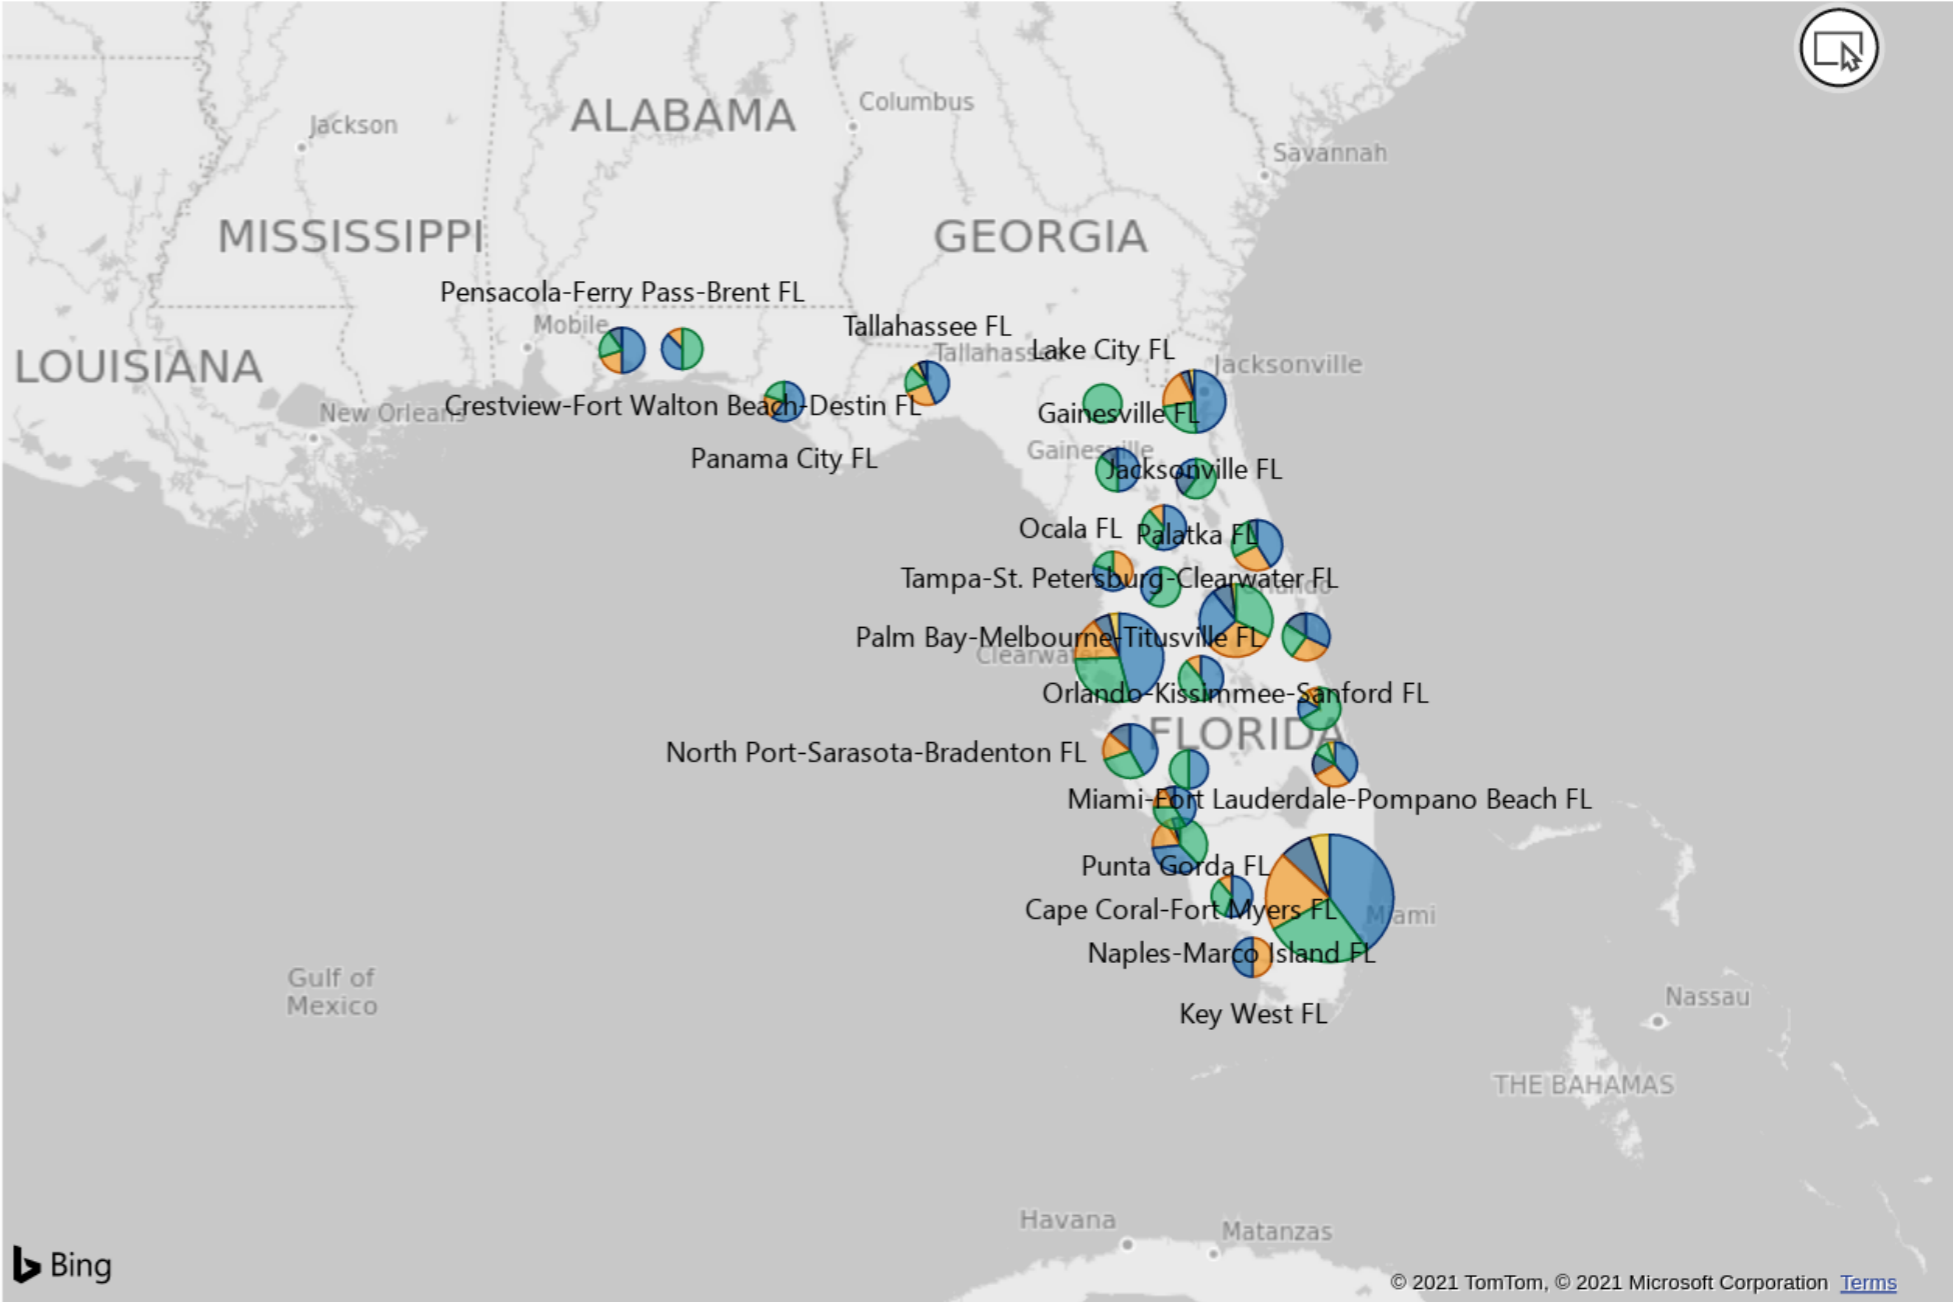 Columbus
ALABAMA
Jackson
Savannah
MISSISSIPPI
GEORGIA
Pensacola-Ferry Pass-Brent FL
Mobile
Tallahassee FL
Tallahassee
Lake City FL
LOUISIANA
Jacksonville
New Orleans
Crestview-Fort Walton Beach-Destin FL
Gainesville FL
Gainesville
Panama City FL
Jacksonville FL
Ocala FL
Palatka FL
Tampa-St. Petersburg-Clearwater FL
Orlando
Palm Bay-Melbourne-Titusville FL
Clearwater
Orlando-Kissimmee-Sanford FL
FLORIDA
North Port-Sarasota-Bradenton FL
Miami-Fort Lauderdale-Pompano Beach FL
Punta Gorda FL
Cape Coral-Fort Myers FL
Miami
Naples-Marco Island FL
Gulf of
Mexico
Nassau
Key West FL
THE BAHAMAS
Havana
Matanzas
Bing
© 2021 TomTom, © 2021 Microsoft Corporation Terms